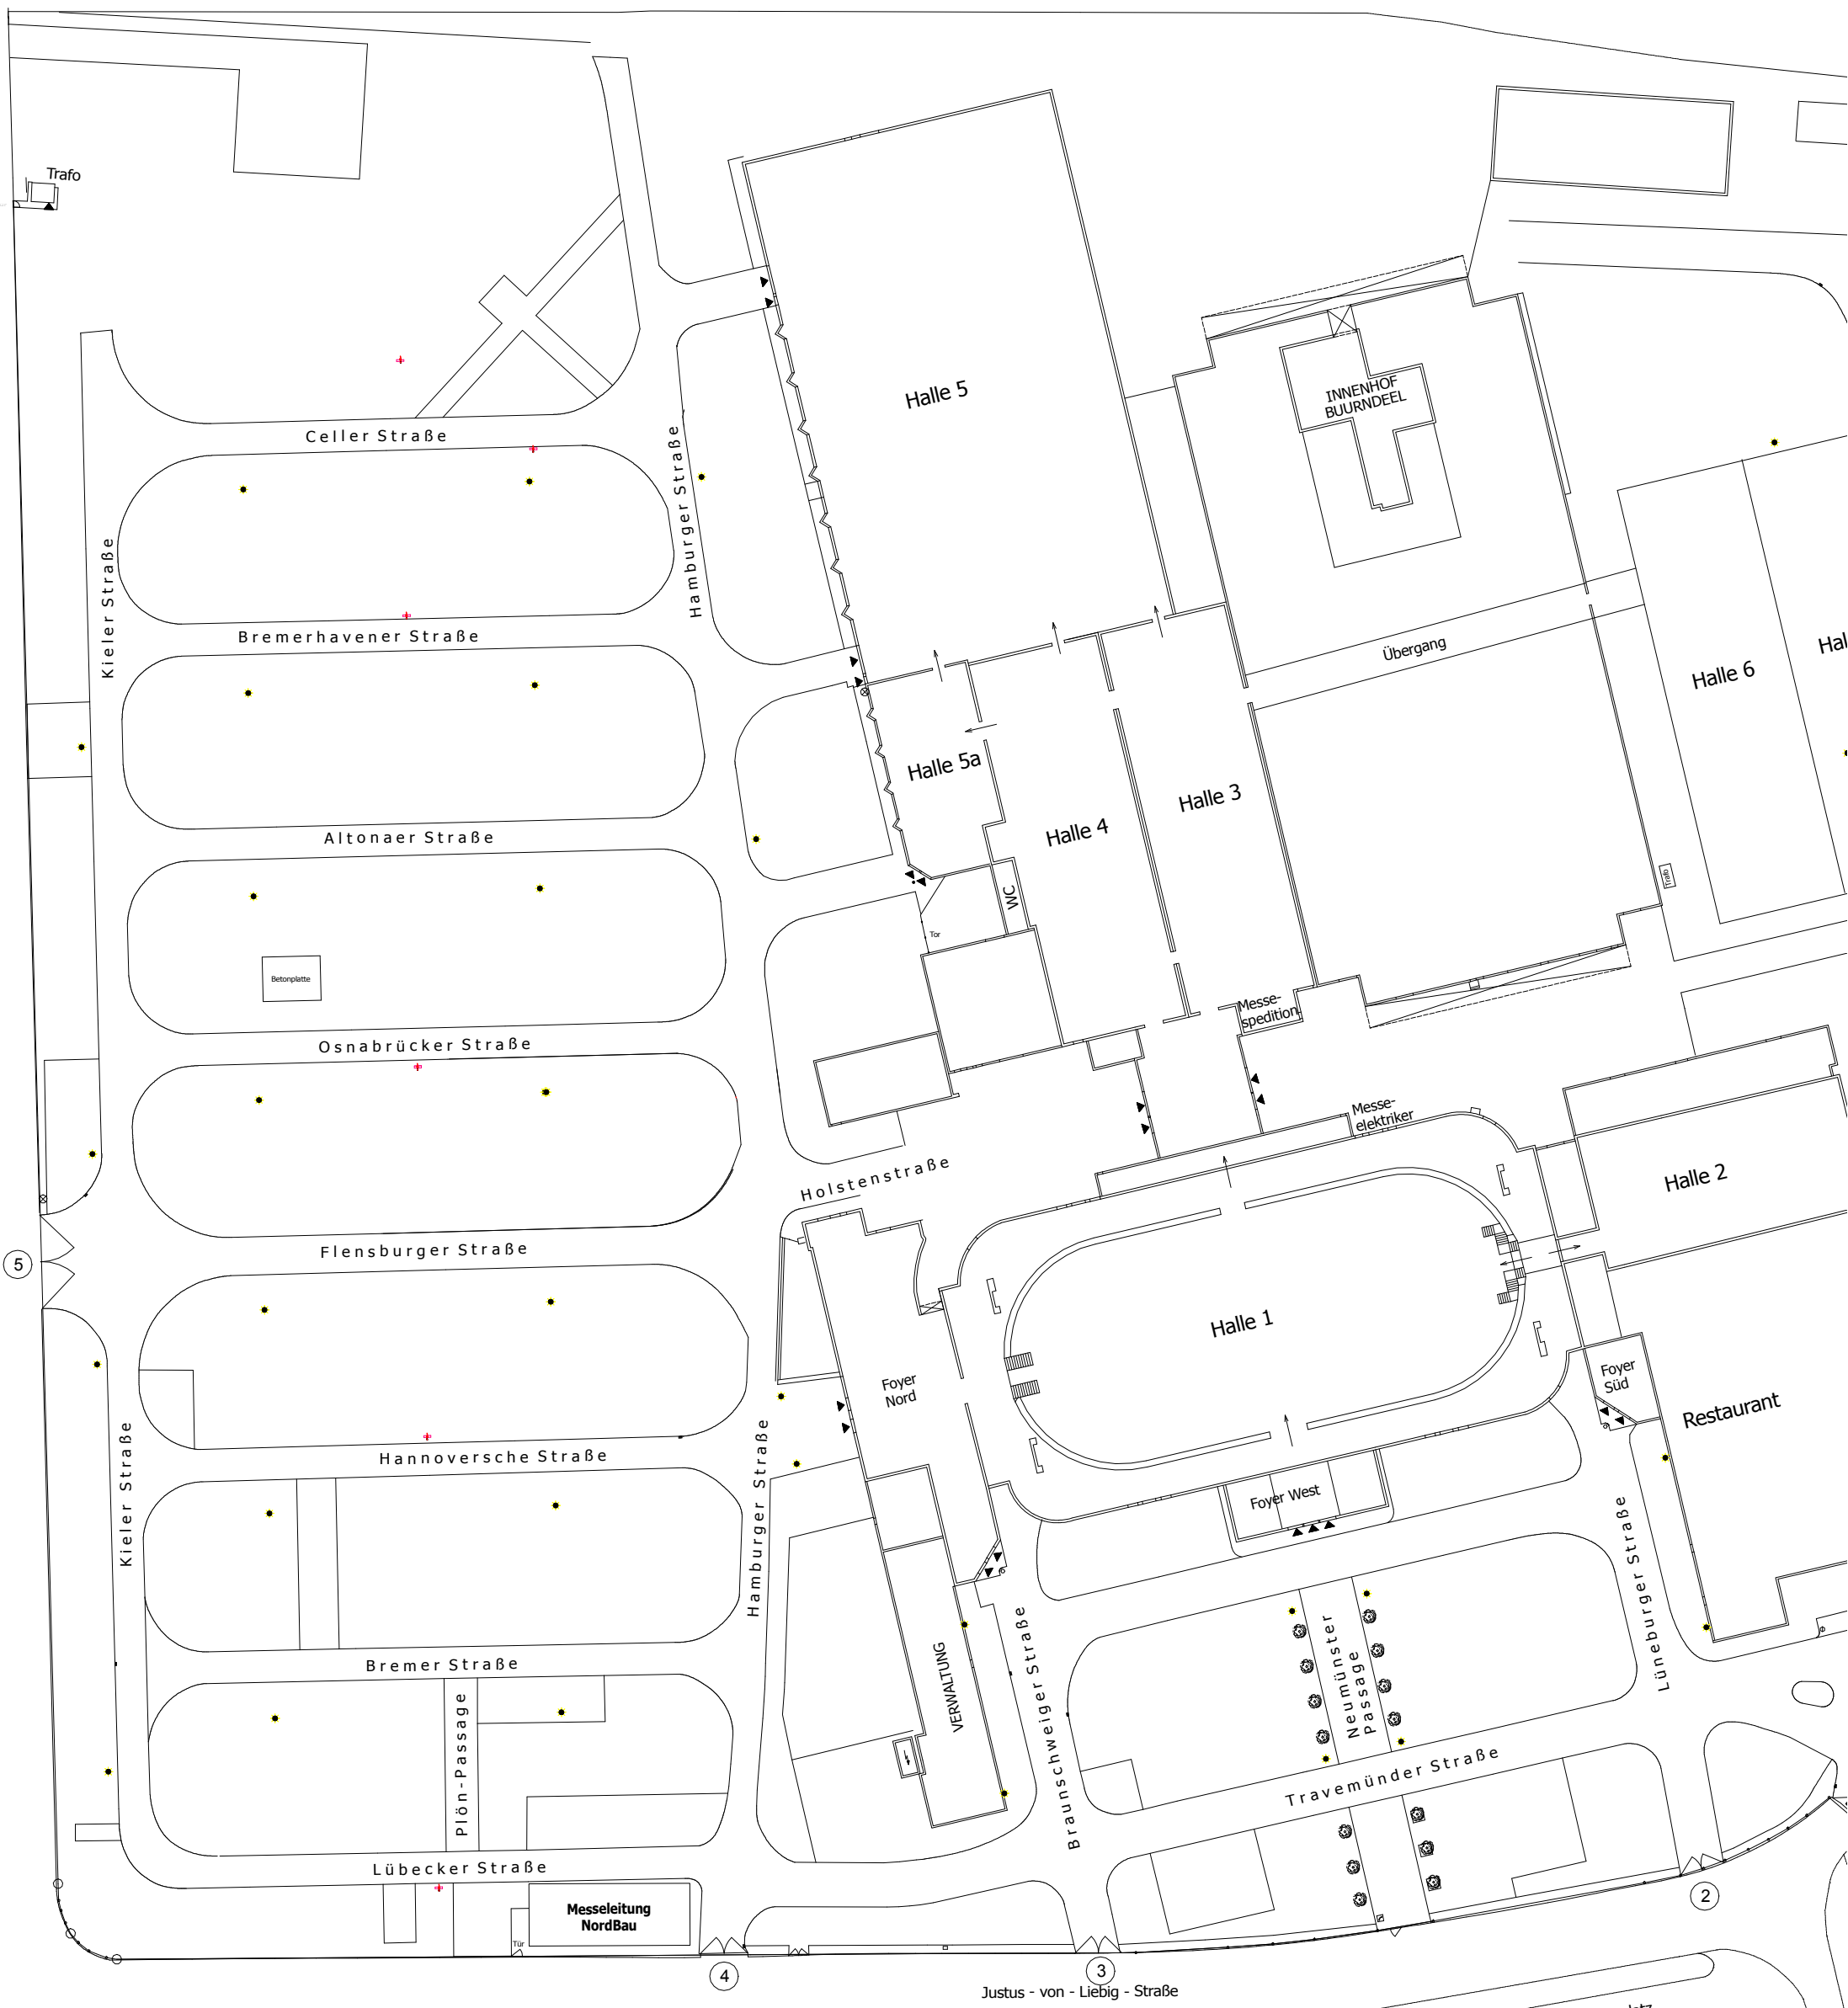 Trafo
Halle 5
INNENHOF
BUURNDEEL
Celler Straße
Hamburger Straße
Kieler Straße
Bremerhavener Straße
Übergang
Halle 6
Halle 5a
Halle 3
Halle 4
Altonaer Straße
WC
Trafo
Tor
Betonplatte
Messe-
spedition
Osnabrücker Straße
Messe-
elektriker
Holstenstraße
Halle 2
Flensburger Straße
5
Halle 1
Foyer
Nord
Foyer
Süd
Restaurant
Hannoversche Straße
Kieler Straße
Hamburger Straße
Foyer West
Lüneburger Straße
Bremer Straße
VERWALTUNG
Braunschweiger Straße
Neumünster
Passage
Plön-Passage
Travemünder Straße
Lübecker Straße
Messeleitung
NordBau
Tür
2
3
4
Justus - von - Liebig - Straße